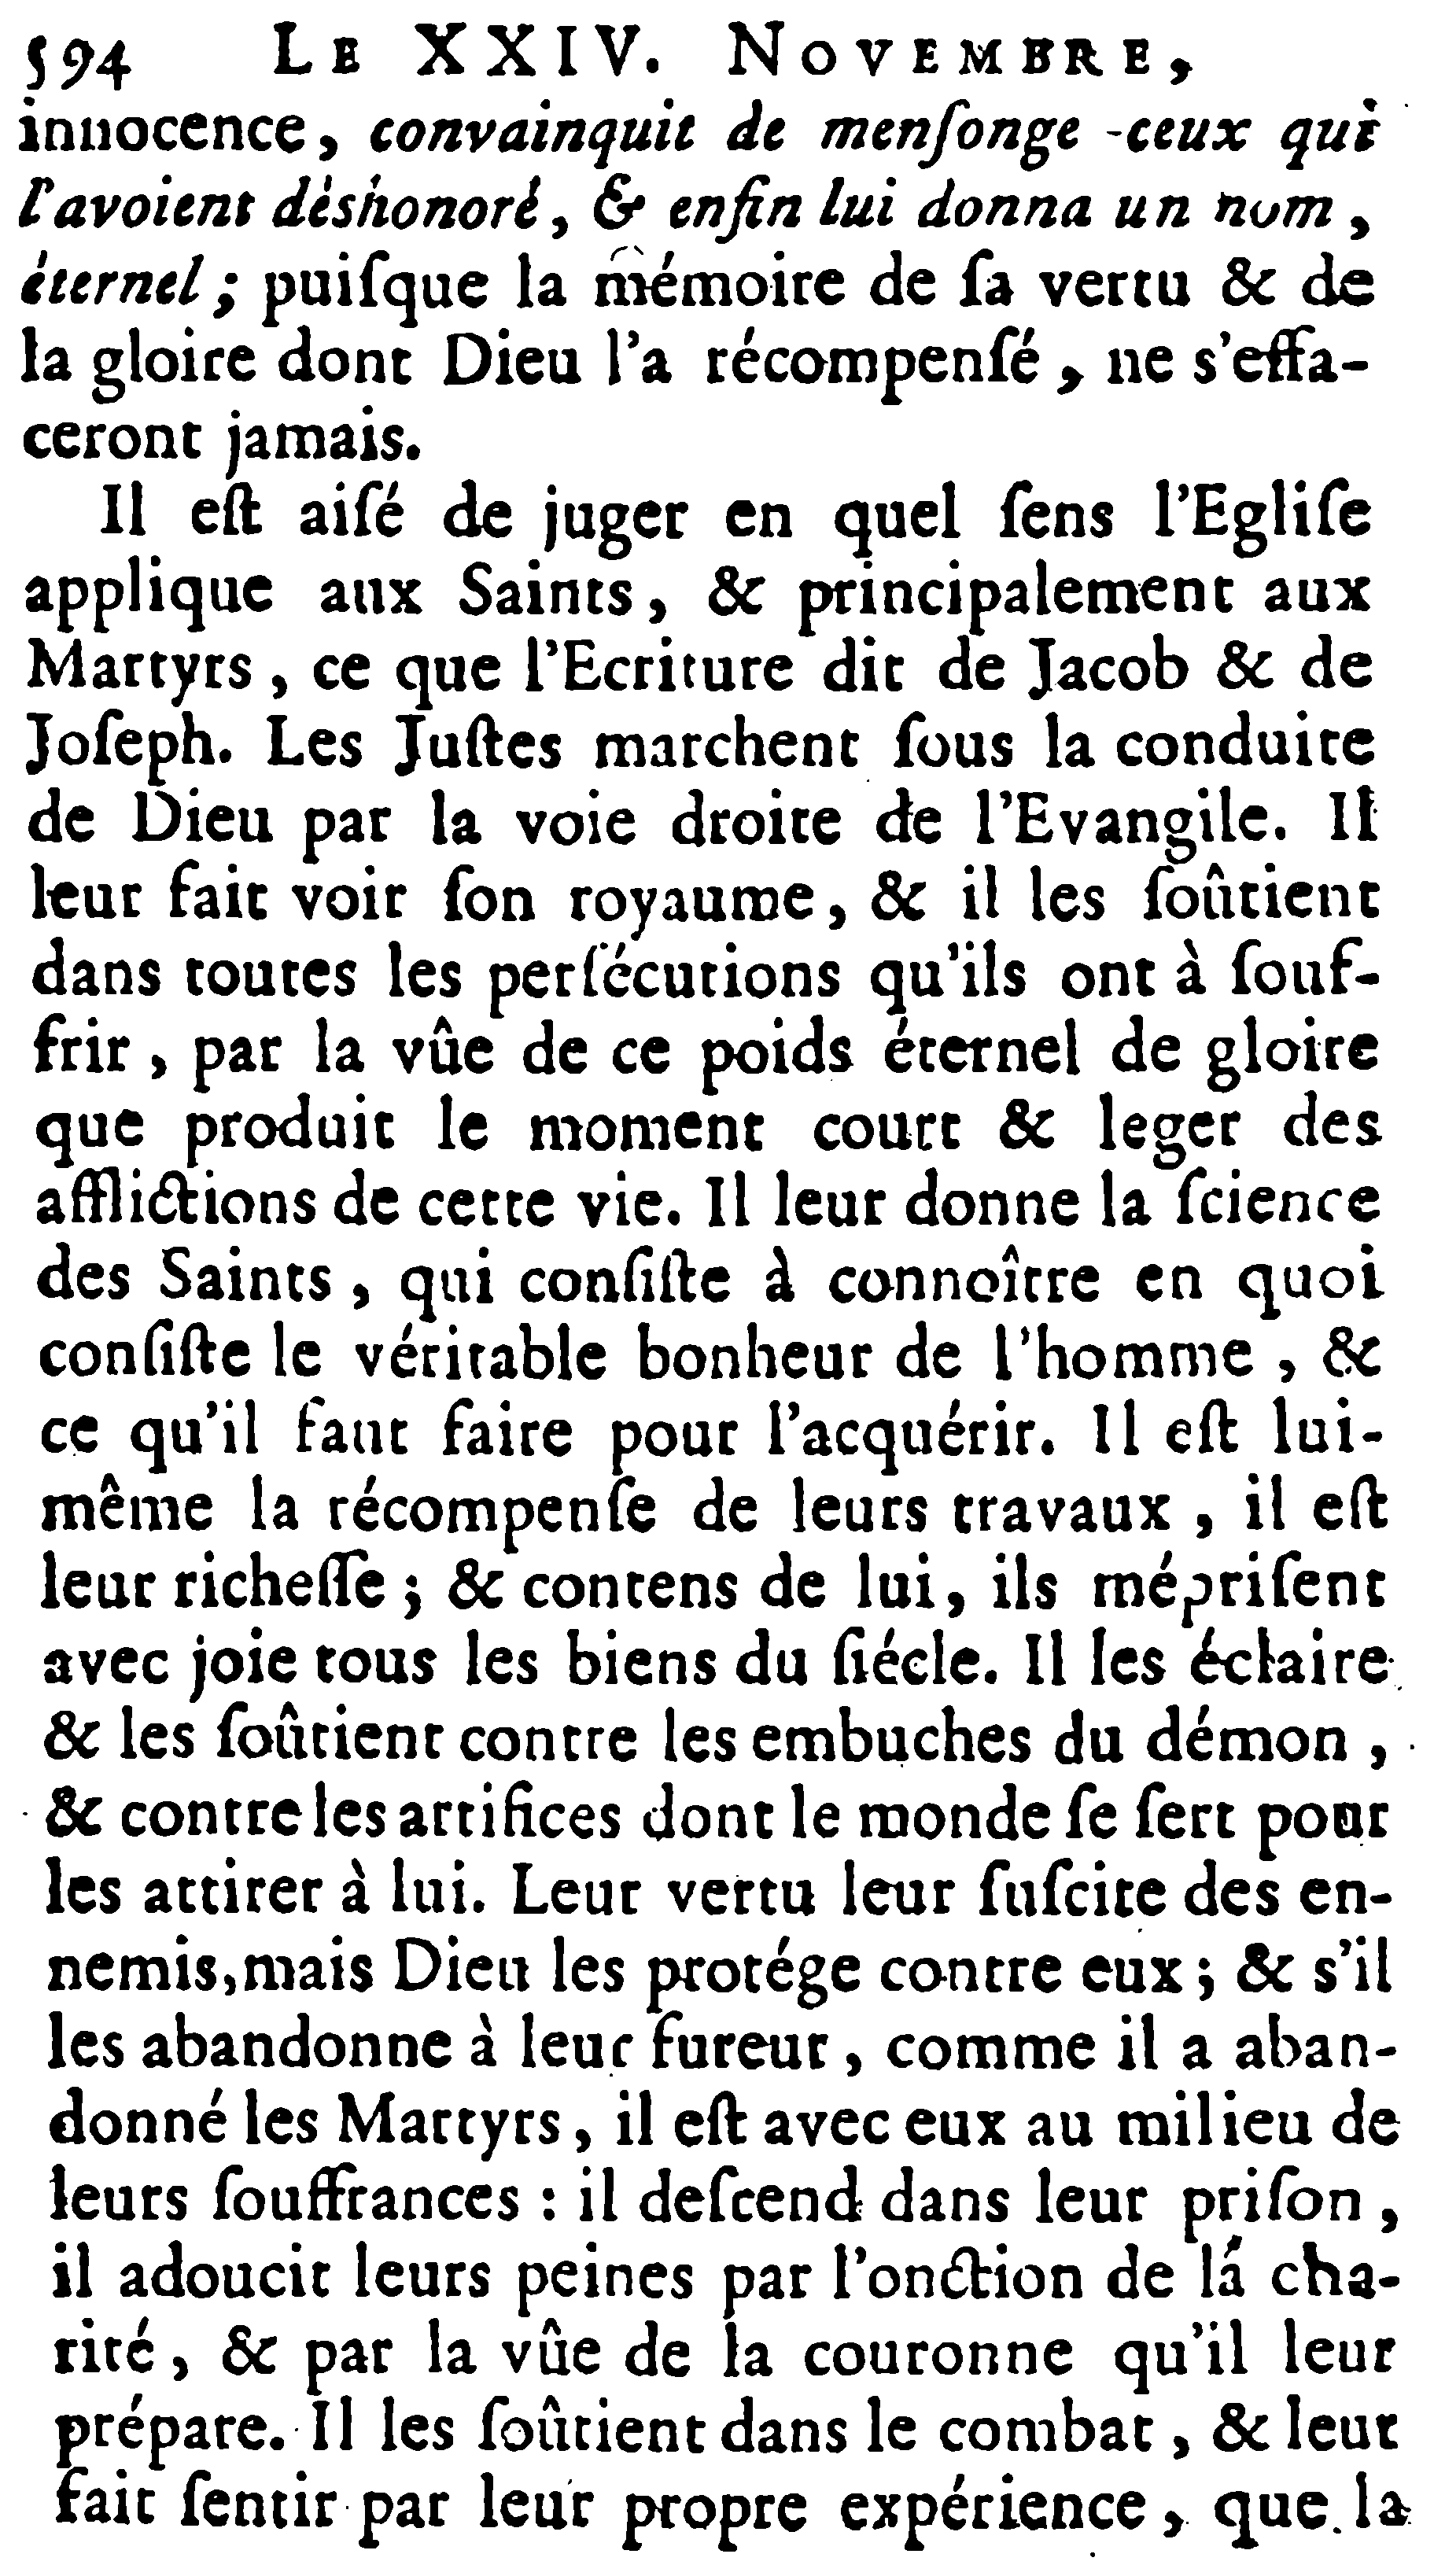 594 LE XXIV. NOVEMBRE,
innocence, convainquit de menſonge ceux qui
l'avoient déshonoré, & enfin lui donna un nom,
éternel; puiſque la mémoire de ſa vertu & de
la gloire dont Dieu l'a récompenſé, ne s'effa-
ceront jamais.
Il eſt aiſé de juger en quel ſens l'Egliſe
applique aux Saints, & principalement aux
Martyrs, ce que l'Ecriture dit de Jacob & de
Joſeph. Les Juſtes marchent ſous la conduite
de Dieu par la voie droite de l'Evangile. Il
leur fait voir ſon royaume, & il les ſoûtient
dans toutes les perſécutions qu'ils ont à ſouf-
frir, par la vûe de ce poids éternel de gloire
que produit le moment court & leger des
afflictions de cette vie. Il leur donne la ſcience
des Saints, qui conſiſte à connoître en quoi
conſiſte le véritable bonheur de l'homme, &
ce qu'il faut faire pour l'acquérir. Il eſt lui-
même la récompenſe de leurs travaux, il eſt
leur richeſſe; & contens de lui, ils mépriſent
avec joie tous les biens du ſiécle. Il les éclaire
& les ſoûtient contre les embuches du démon,
& contre les artifices dont le monde ſe ſert pour
les attirer à lui. Leur vertu leur ſuſcite des en-
nemis, mais Dieu les protége contre eux; & s'il
les abandonne à leur fureur, comme il a aban-
donné les Martyrs, il eſt avec eux au milieu de
leurs ſouffrances: il deſcend dans leur priſon,
il adoucit leurs peines par l'onction de la cha-
rité, & par la vûe de la couronne qu'il leur
prépare. Il les ſoûtient dans le combat, & leur
fait ſentir par leur propre expérience, que la